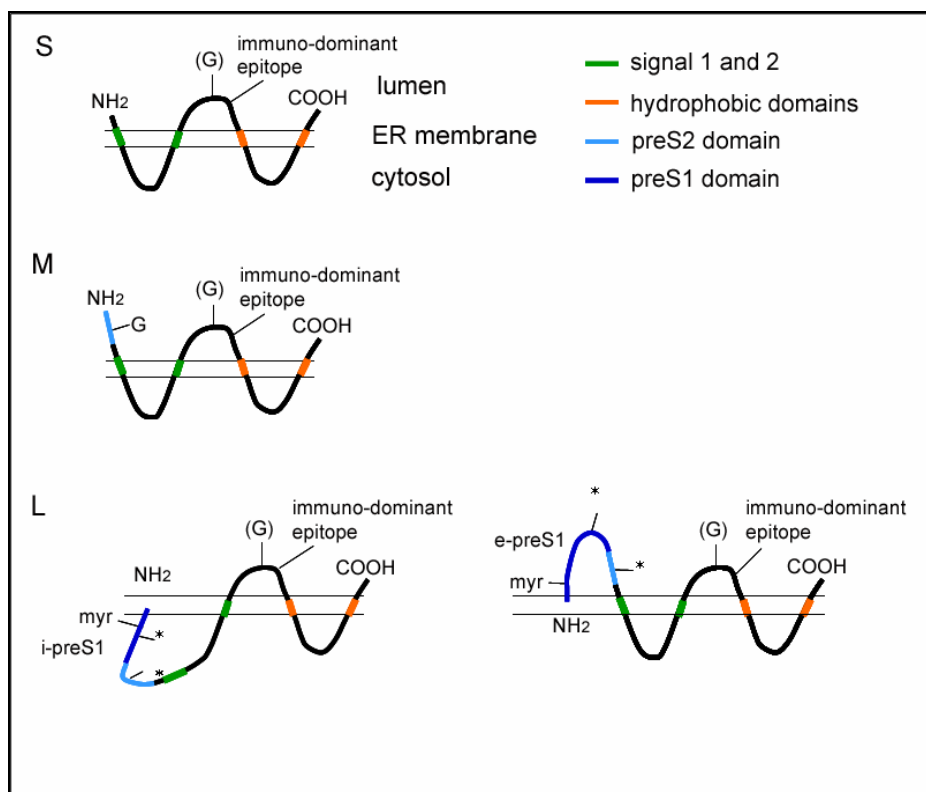 S
(G)
immuno-dominant
epitope
NH2
COOH
lumen
ER membrane
cytosol
signal 1 and 2
hydrophobic domains
preS2 domain
preS1 domain
M
NH2
G
(G)
immuno-dominant
epitope
COOH
L
NH2
myr
*
i-preS1
*
(G)
immuno-dominant
epitope
COOH
*
e-preS1
*
myr
NH2
(G)
immuno-dominant
epitope
COOH